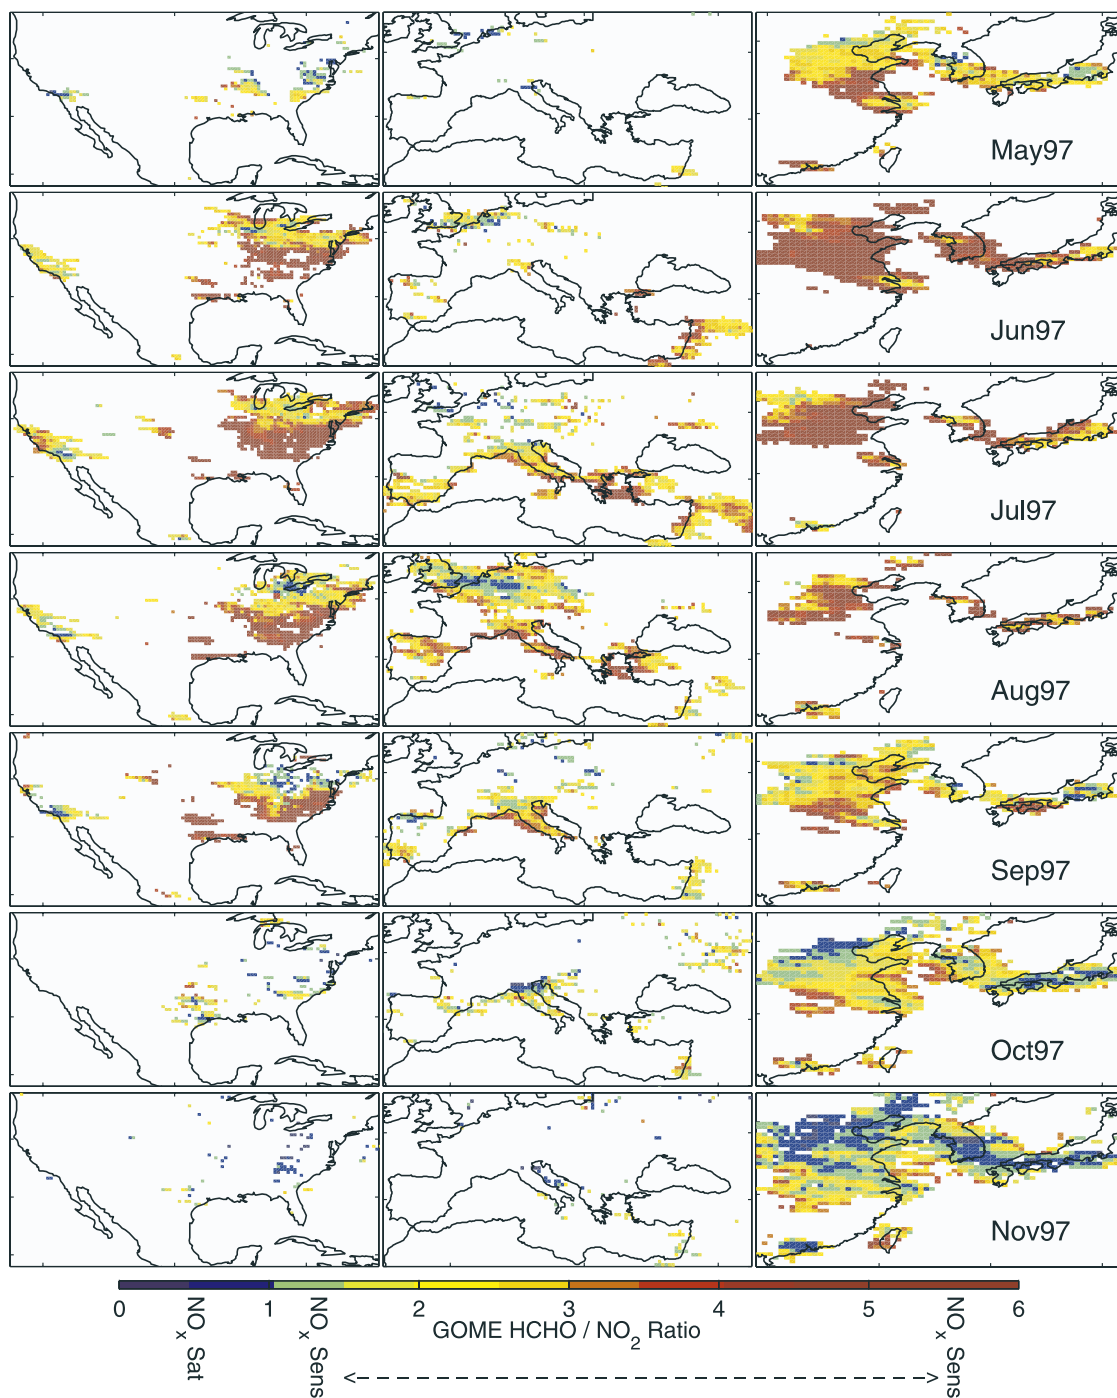 May97
Jun97
Jul97
Aug97
Sep97
Oct97
Nov97
0 1 2 3 4 5 6
NOx Sat
NOx Sens
GOME HCHO / NO2 Ratio
NOx Sens
<------------->